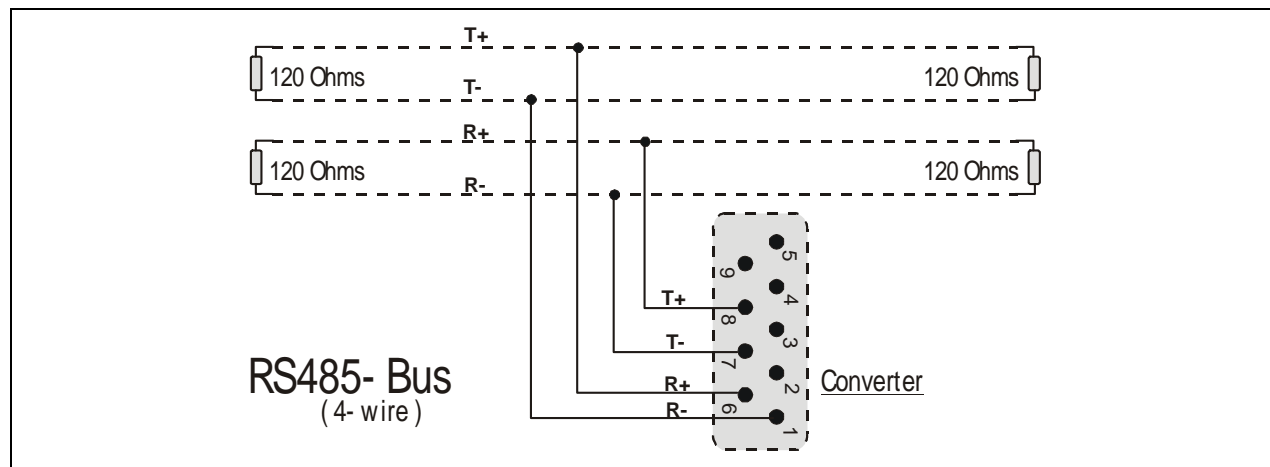 T+
120 Ohms 120 Ohms
T-
R+
120 Ohms 120 Ohms
R-
5
9
4
T+
8
3
T-
7
2
R+
6
R-
1
Converter
RS485- Bus
( 4- wire )